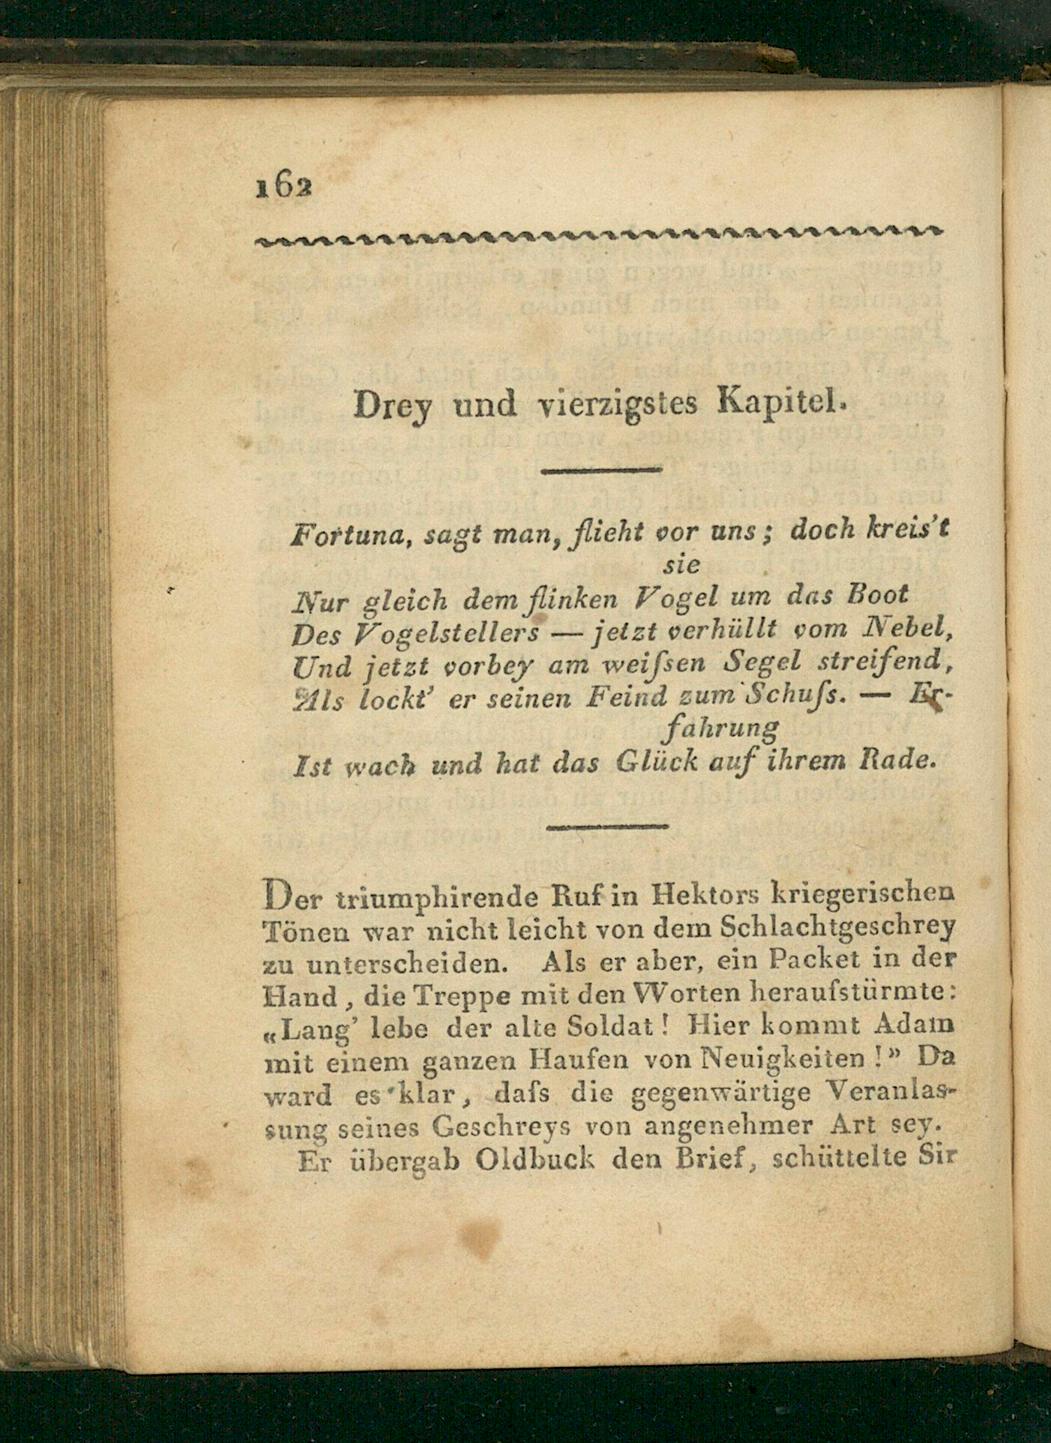 162
Drey und vierzigstes Kapitel.
Fortuna, sagt man, flieht vor uns; doch kreis't
sie
Nur gleich dem flinken Vogel um das Boot
Des Vogelstellers — jetzt verhüllt vom Nebel,
Und jetzt vorbey am weiſsen Segel streifend,
Als lockt' er seinen Feind zum Schuſs. — Er-
fahrung
Ist wach und hat das Glück auf ihrem Rade.
Der triumphirende Ruf in Hektors kriegerischen
Tönen war nicht leicht von dem Schlachtgeschrey
zu unterscheiden. Als er aber, ein Packet in der
Hand, die Treppe mit den Worten heraufstürmte:
«Lang' lebe der alte Soldat! Hier kommt Adam
mit einem ganzen Haufen von Neuigkeiten!» Da
ward es klar, daſs die gegenwärtige Veranlas-
sung seines Geschreys von angenehmer Art sey.
Er übergab Oldbuck den Brief, schüttelte Sir